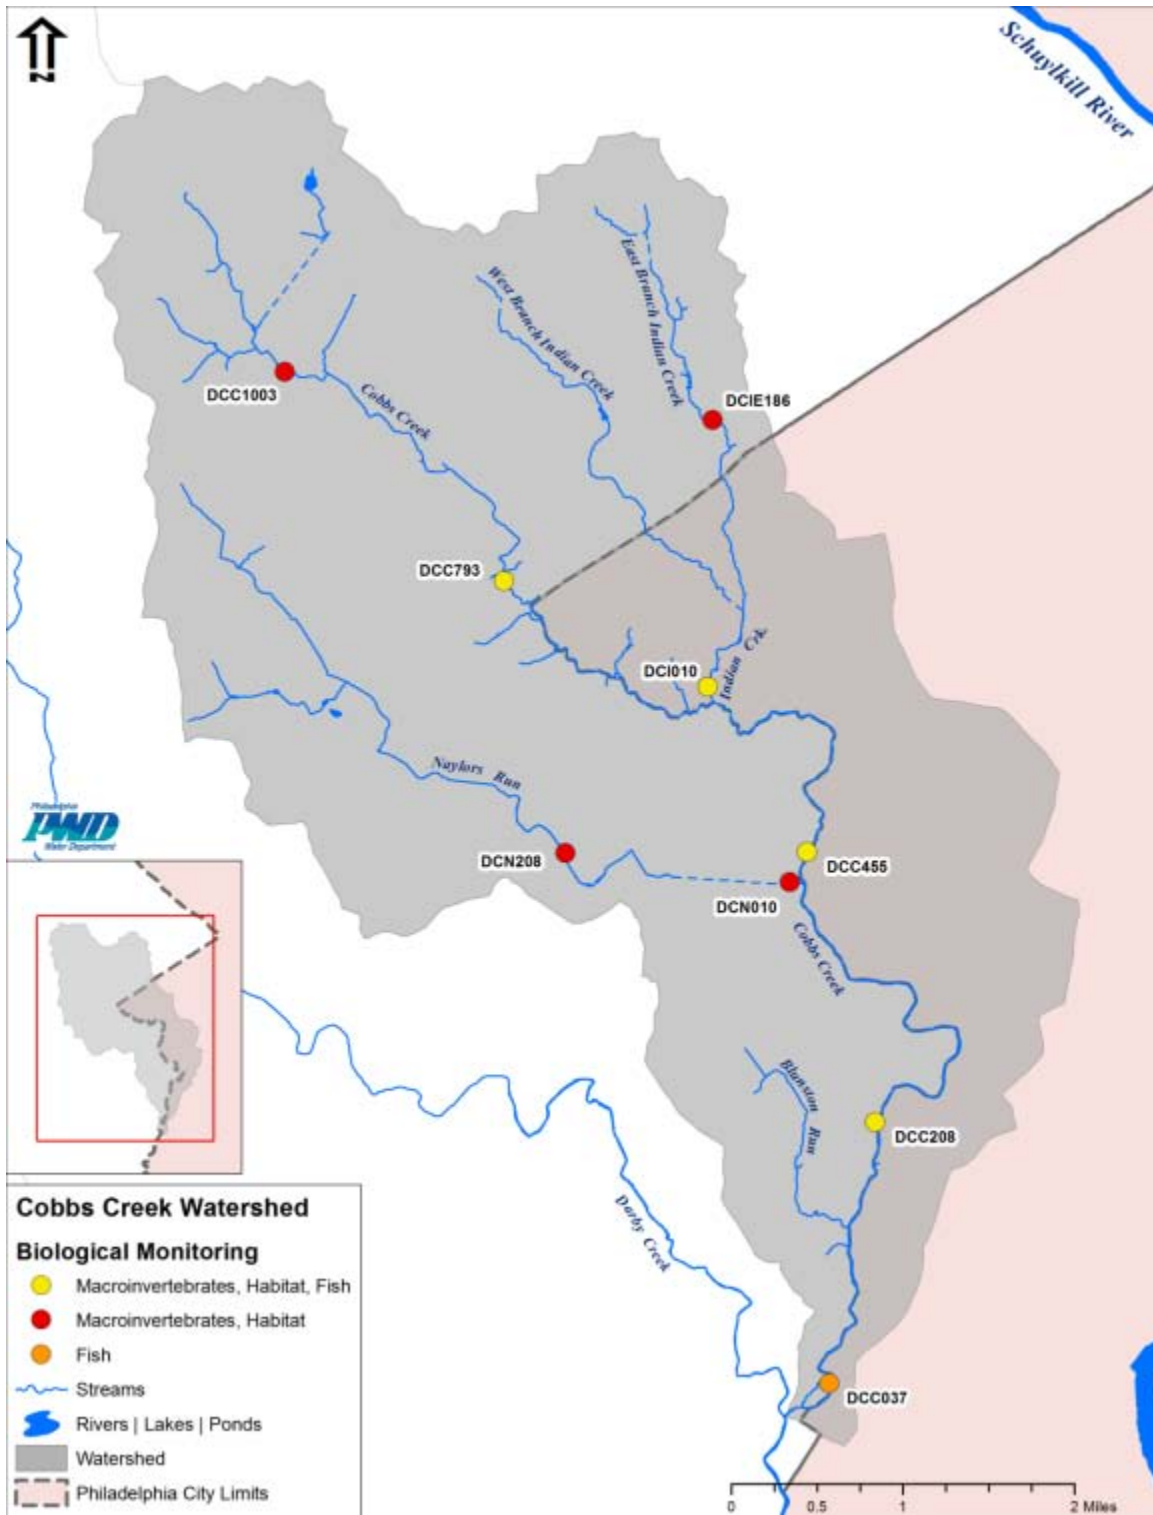 N
Schuylkill River
East Branch Indian Creek
West Branch Indian Creek
DCC1003
Cobbs Creek
DCIE186
DCC793
DCI010
Indian Crk.
Naylors Run
DCN208
DCC455
DCN010
Cobbs Creek
Philadelphia
PWD
Water Department
Blunston Run
DCC208
Darby Creek
DCC037
Cobbs Creek Watershed
Biological Monitoring
Macroinvertebrates, Habitat, Fish
Macroinvertebrates, Habitat
Fish
Streams
Rivers | Lakes | Ponds
Watershed
Philadelphia City Limits
0 0.5 1 2 Miles